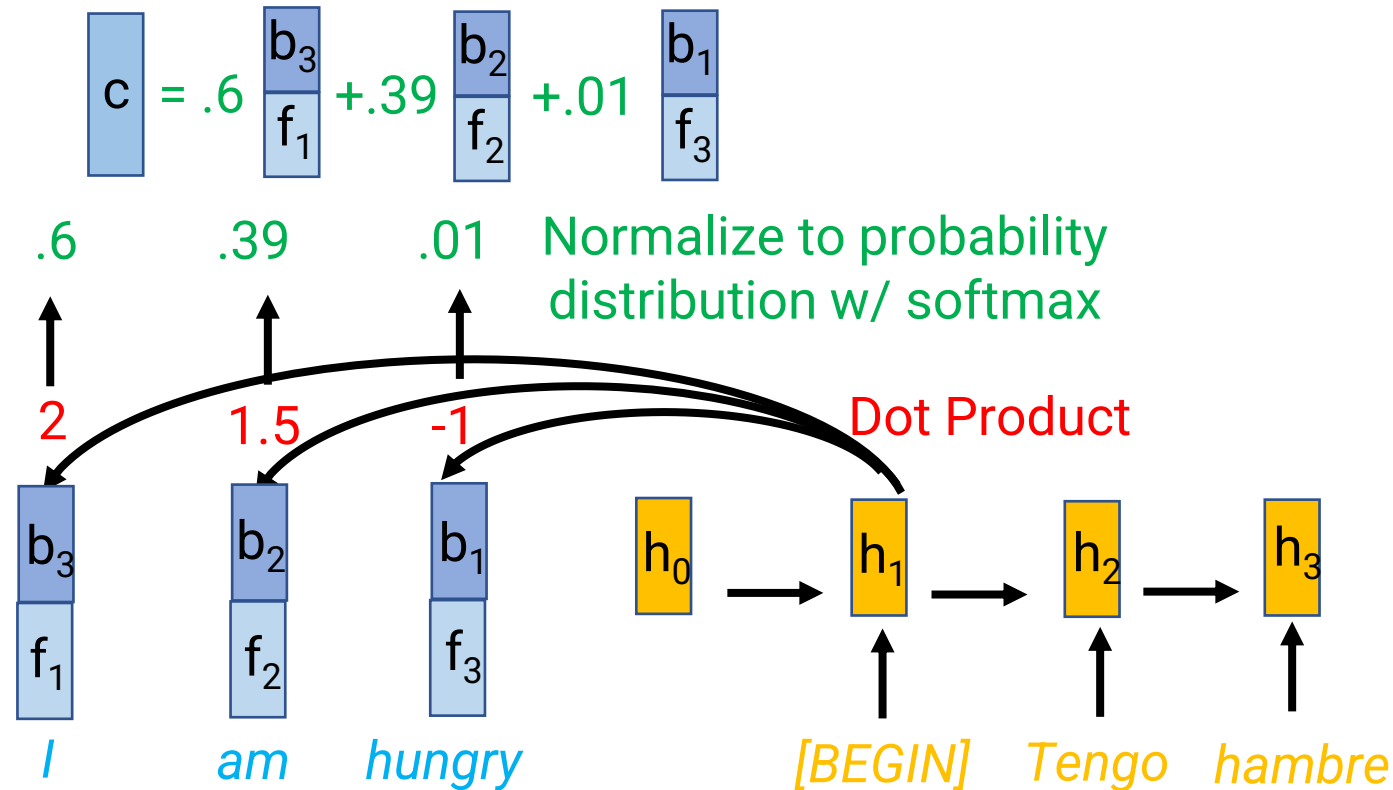 c = .6 b₃ f₁ +.39 b₂ f₂ +.01 b₁ f₃
.6 .39 .01 Normalize to probability
distribution w/ softmax
2 1.5 -1 Dot Product
b₃ b₂ b₁ h₀ h₁ h₂ h₃
f₁ f₂ f₃
I am hungry [BEGIN] Tengo hambre